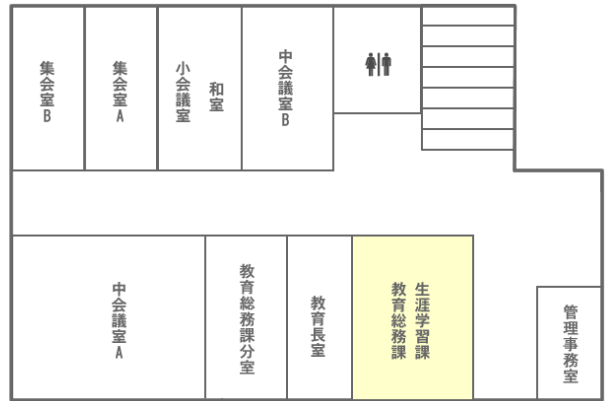 集会室B
集会室A
小会議室
和室
中会議室B
中会議室A
教育総務課分室
教育長室
生涯学習課
教育総務課
管理事務室